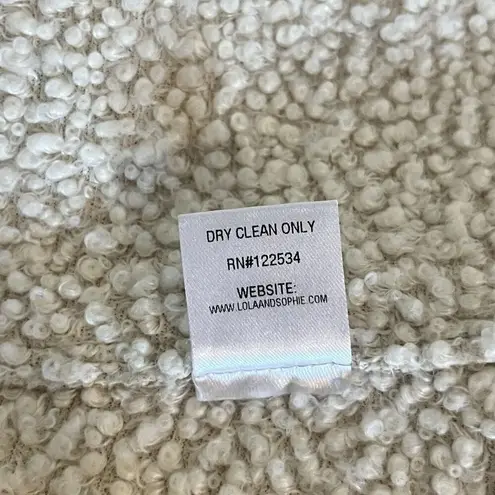 DRY CLEAN ONLY
RN#122534
WEBSITE:
WWW.LOLAANDSOPHIE.COM